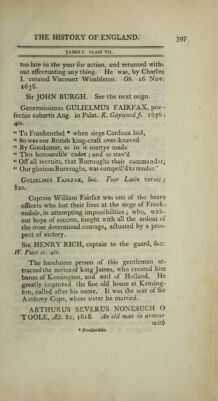 THE HISTORY OF ENGLAND. 397
JAMES I. CLASS VII.
too late in the year for action, and returned with-
out effectuating any thing. He was, by Charles
I. created Viscount Wimbleton. Ob. 16 Nov.
1638.
Sir JOHN BURGH. See the next reign.
Generosissimus GULIELMUS FAIRFAX, præ-
fectus cohortis Ang. in Palat. R. Gaywood f. 1656;
4to.
" To Frankenthal * when siege Cordoua laid,
" So was our British king-craft over-knaved
" By Gondomar, as in it martyr made
" This honourable cadet; and so stav'd
" Off all recruits, that Burroughs their commander,
" Our glorious Burroughs, was compell'd to render."
GULIELMUS FAIRFAX, &c. Four Latin verses;
8vo.
Captain William Fairfax was one of the brave
officers who lost their lives at the siege of Frank-
endale, in attempting impossibilities; who, with-
out hope of success, fought with all the ardour of
the most determined courage, actuated by a pros-
pect of victory.
Sir HENRY RICH, captain to the guard, &c:
W. Pass sc. 4to.
The handsome person of this gentleman at-
tracted the notice of king James, who created him
baron of Kensington, and earl of Holland. He
greatly improved the fine old house at Kensing-
ton, called after his name. It was the seat of Sir
Anthony Cope, whose sister he married.
ARTHURUS SEVERUS NONESUCH O
TOOLE, Æt. 80, 1618. An old man in armour
with
* Frankendale.